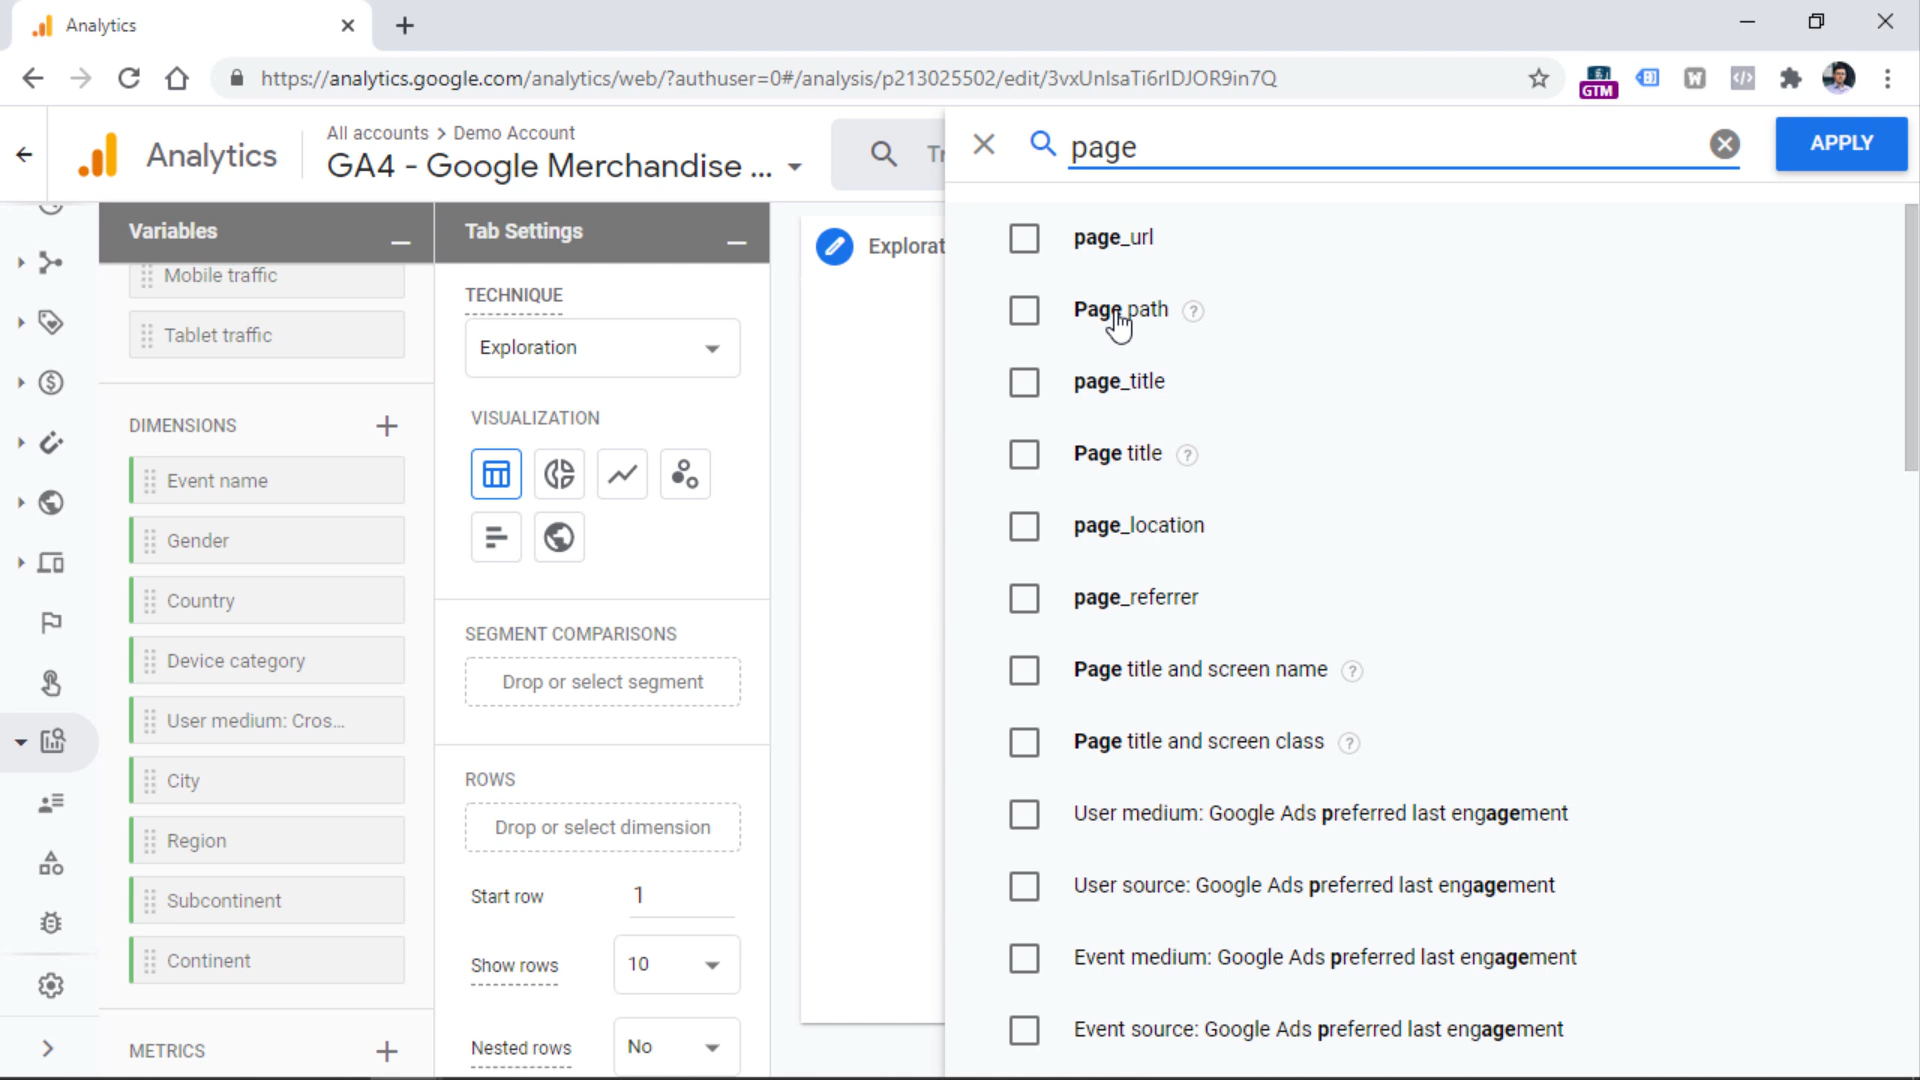 Analytics
https://analytics.google.com/analytics/web/?authuser=0#/analysis/p213025502/edit/3vxUnlsaTi6rlDJOR9in7Q
GTM
W
Analytics
All accounts > Demo Account
GA4 - Google Merchandise ...
page
APPLY
Variables
Mobile traffic
Tablet traffic
DIMENSIONS
Event name
Gender
Country
Device category
User medium: Cros...
City
Region
Subcontinent
Continent
METRICS
Tab Settings
TECHNIQUE
Exploration
VISUALIZATION
SEGMENT COMPARISONS
Drop or select segment
ROWS
Drop or select dimension
Start row 1
Show rows 10
Nested rows No
Explorat
page_url
Page path ?
page_title
Page title ?
page_location
page_referrer
Page title and screen name ?
Page title and screen class ?
User medium: Google Ads preferred last engagement
User source: Google Ads preferred last engagement
Event medium: Google Ads preferred last engagement
Event source: Google Ads preferred last engagement